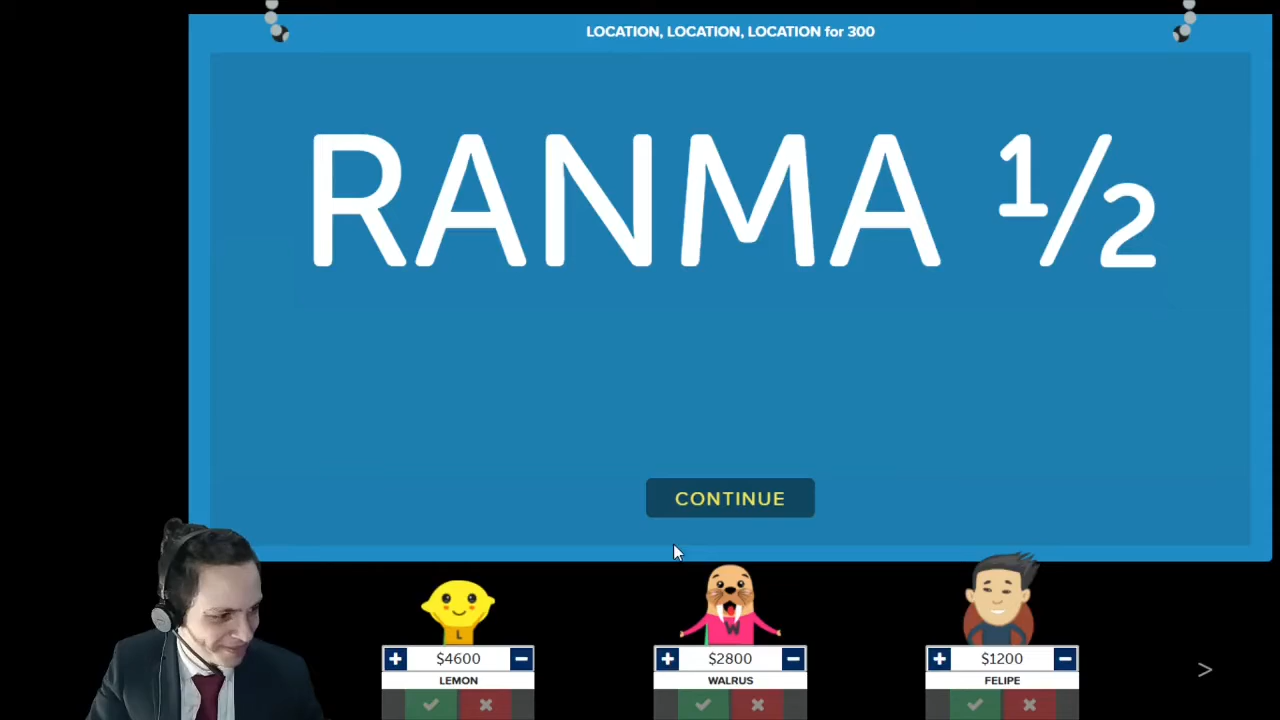 LOCATION, LOCATION, LOCATION for 300
RANMA ½
CONTINUE
L
W
+ $4600 −
+ $2800 −
+ $1200 −
LEMON
WALRUS
FELIPE
>